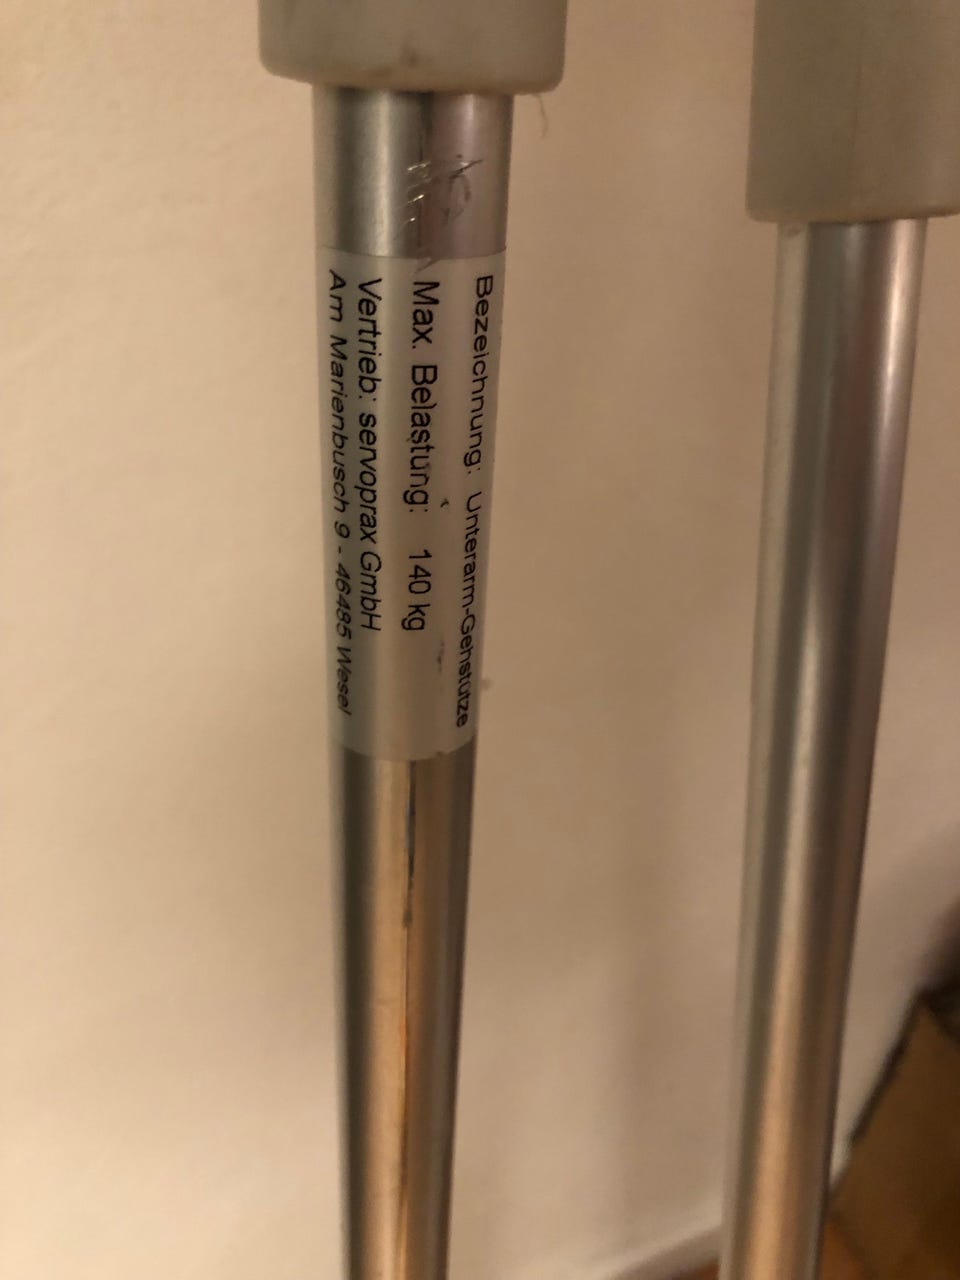 Bezeichnung: Unterarm-Gehstütze
Max. Belastung: 140 kg
Vertrieb: servoprax GmbH
Am Marienbusch 9 - 46485 Wesel